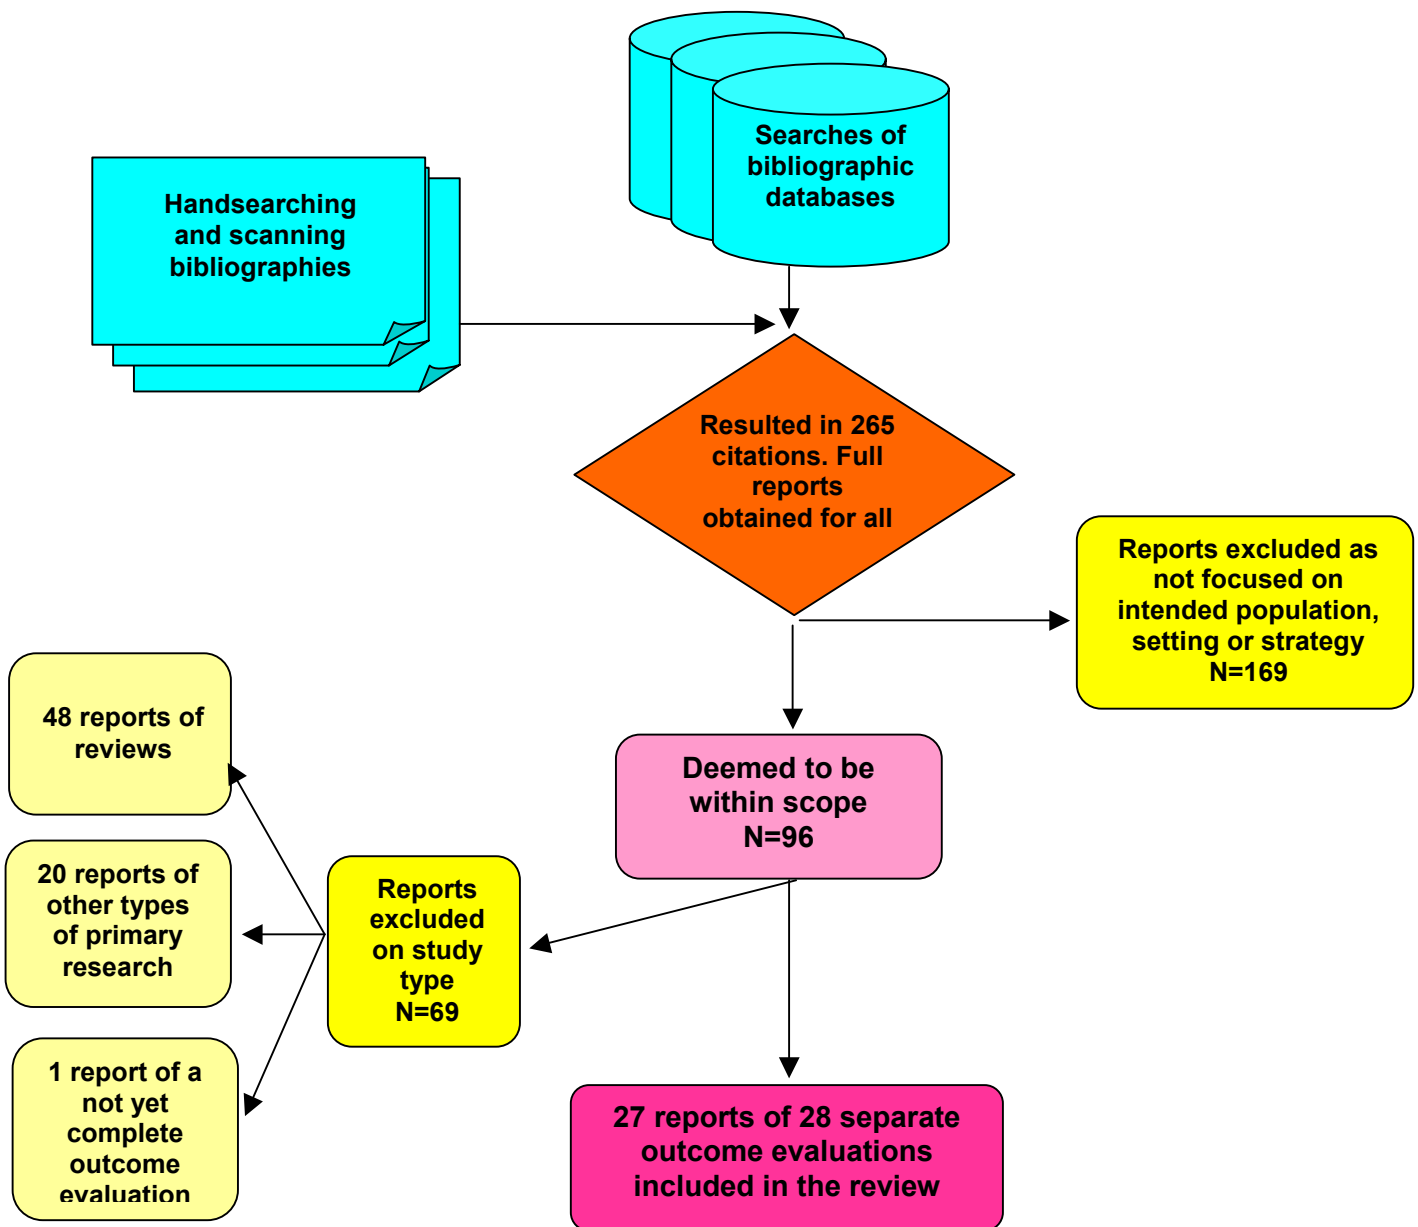 Searches of
bibliographic
databases
Handsearching
and scanning
bibliographies
Resulted in 265
citations. Full
reports
obtained for all
Reports excluded as
not focused on
intended population,
setting or strategy
N=169
Deemed to be
within scope
N=96
48 reports of
reviews
20 reports of
other types
of primary
research
1 report of a
not yet
complete
outcome
evaluation
Reports
excluded
on study
type
N=69
27 reports of 28 separate
outcome evaluations
included in the review